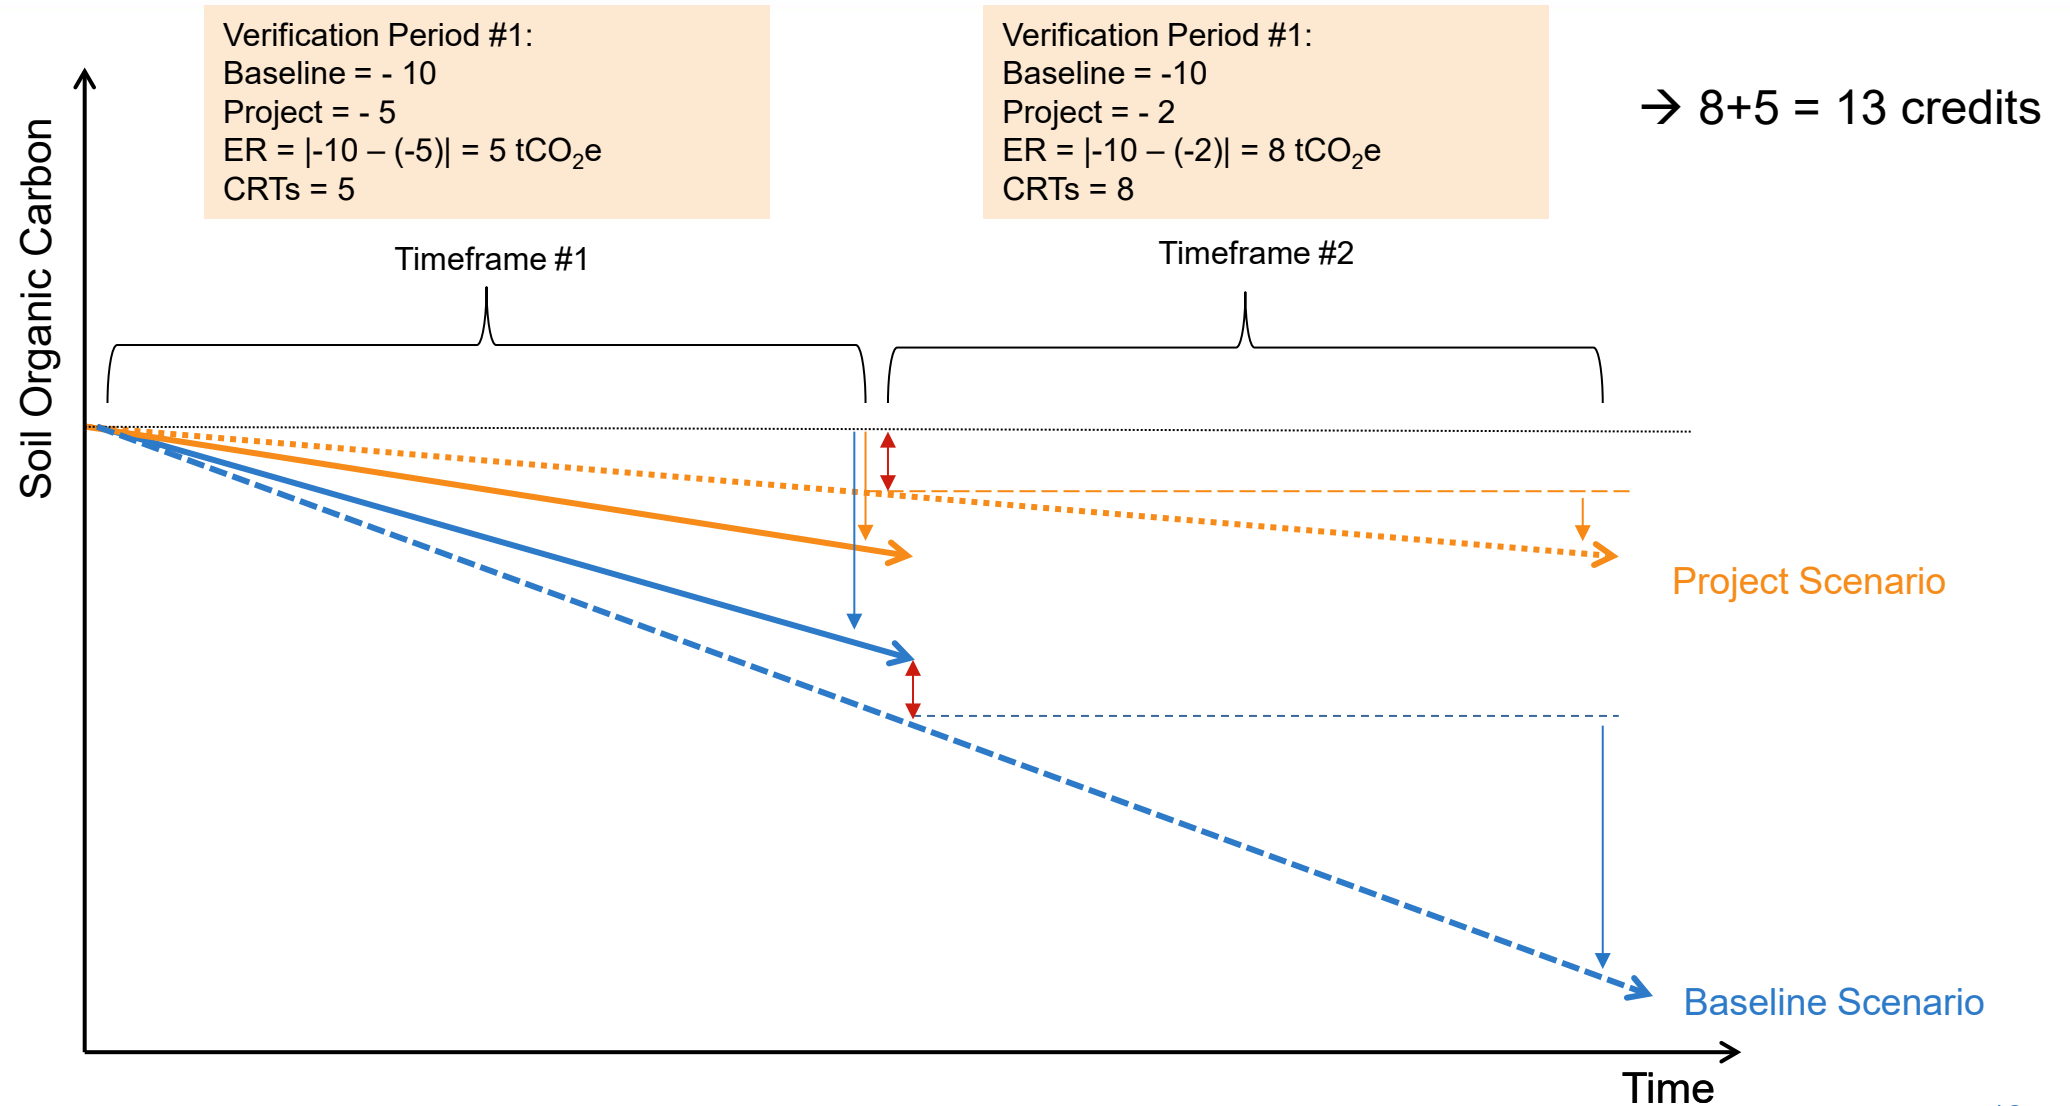 Verification Period #1:
Baseline = - 10
Project = - 5
ER = |-10 – (-5)| = 5 tCO₂e
CRTs = 5
Verification Period #1:
Baseline = -10
Project = - 2
ER = |-10 – (-2)| = 8 tCO₂e
CRTs = 8
→ 8+5 = 13 credits
Timeframe #1
Timeframe #2
Soil Organic Carbon
Project Scenario
Baseline Scenario
Time